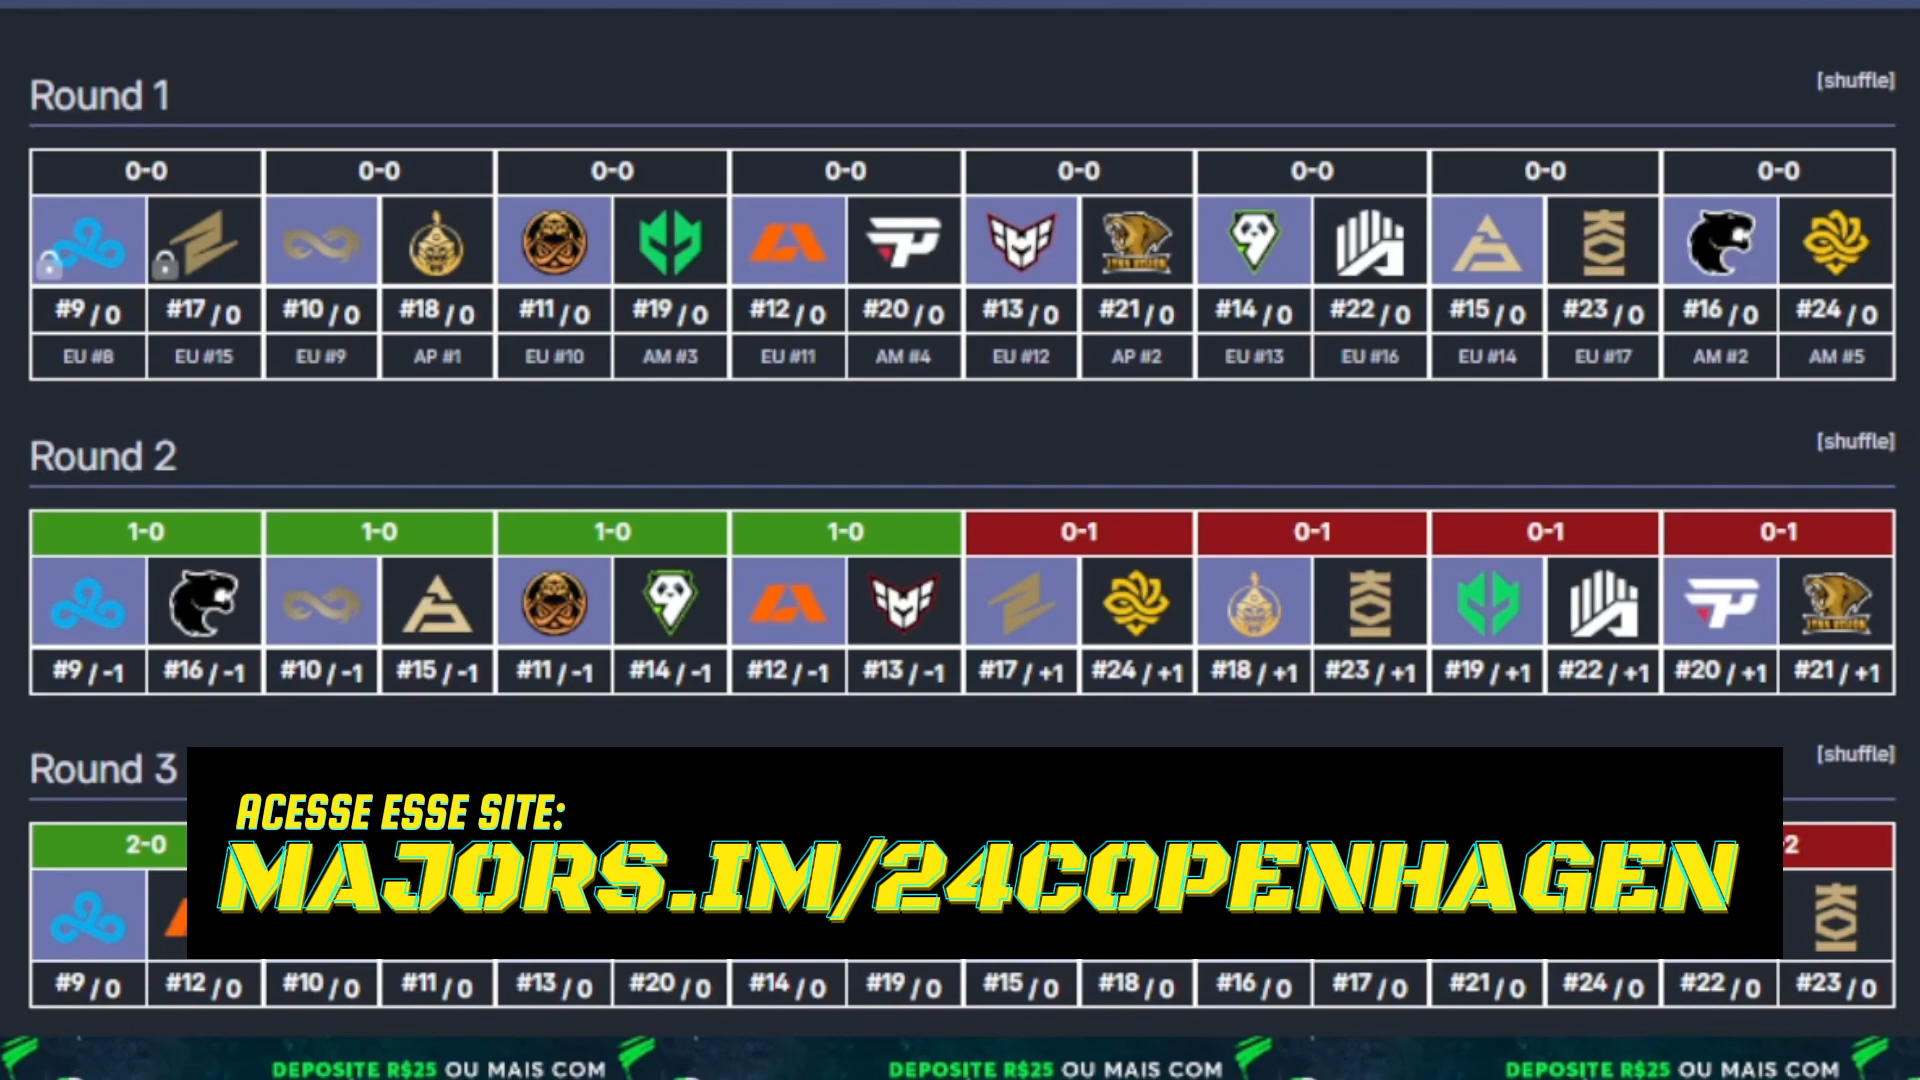 Round 1
[shuffle]
0-0 0-0 0-0 0-0 0-0 0-0 0-0 0-0
#9 / 0 #17 / 0 #10 / 0 #18 / 0 #11 / 0 #19 / 0 #12 / 0 #20 / 0 #13 / 0 #21 / 0 #14 / 0 #22 / 0 #15 / 0 #23 / 0 #16 / 0 #24 / 0
EU #8 EU #15 EU #9 AP #1 EU #10 AM #3 EU #11 AM #4 EU #12 AP #2 EU #13 EU #16 EU #14 EU #17 AM #2 AM #5
Round 2
[shuffle]
1-0 1-0 1-0 1-0 0-1 0-1 0-1 0-1
KOI
#9 / -1 #16 / -1 #10 / -1 #15 / -1 #11 / -1 #14 / -1 #12 / -1 #13 / -1 #17 / +1 #24 / +1 #18 / +1 #23 / +1 #19 / +1 #22 / +1 #20 / +1 #21 / +1
Round 3
[shuffle]
2-0
ACESSE ESSE SITE:
MAJORS.IM/24COPENHAGEN
-2
KOI
#9 / 0 #12 / 0 #10 / 0 #11 / 0 #13 / 0 #20 / 0 #14 / 0 #19 / 0 #15 / 0 #18 / 0 #16 / 0 #17 / 0 #21 / 0 #24 / 0 #22 / 0 #23 / 0
DEPOSITE R$25 OU MAIS COM DEPOSITE R$25 OU MAIS COM DEPOSITE R$25 OU MAIS COM